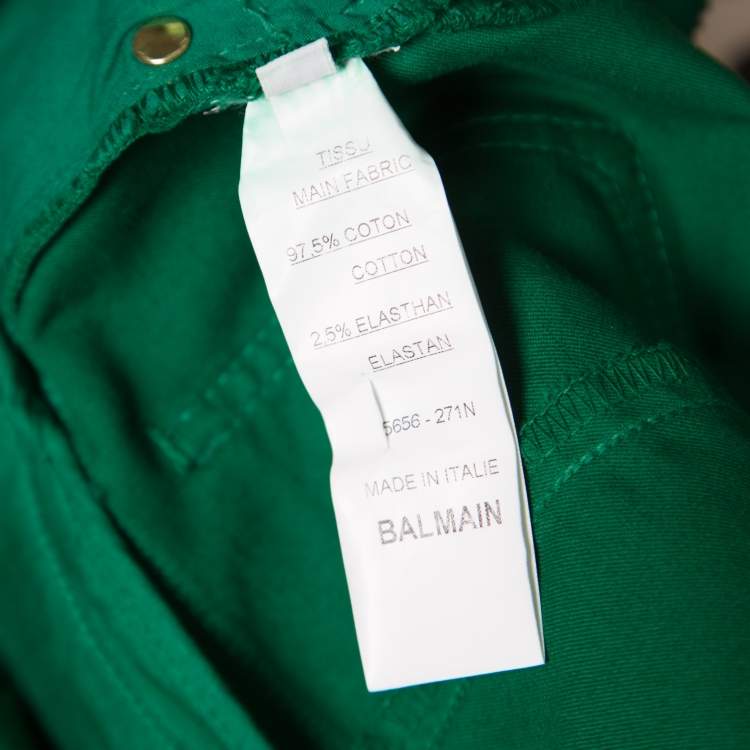 TISSU
MAIN FABRIC
97.5% COTON
COTTON
2.5% ELASTHAN
ELASTAN
5656 - 271N
MADE IN ITALIE
BALMAIN